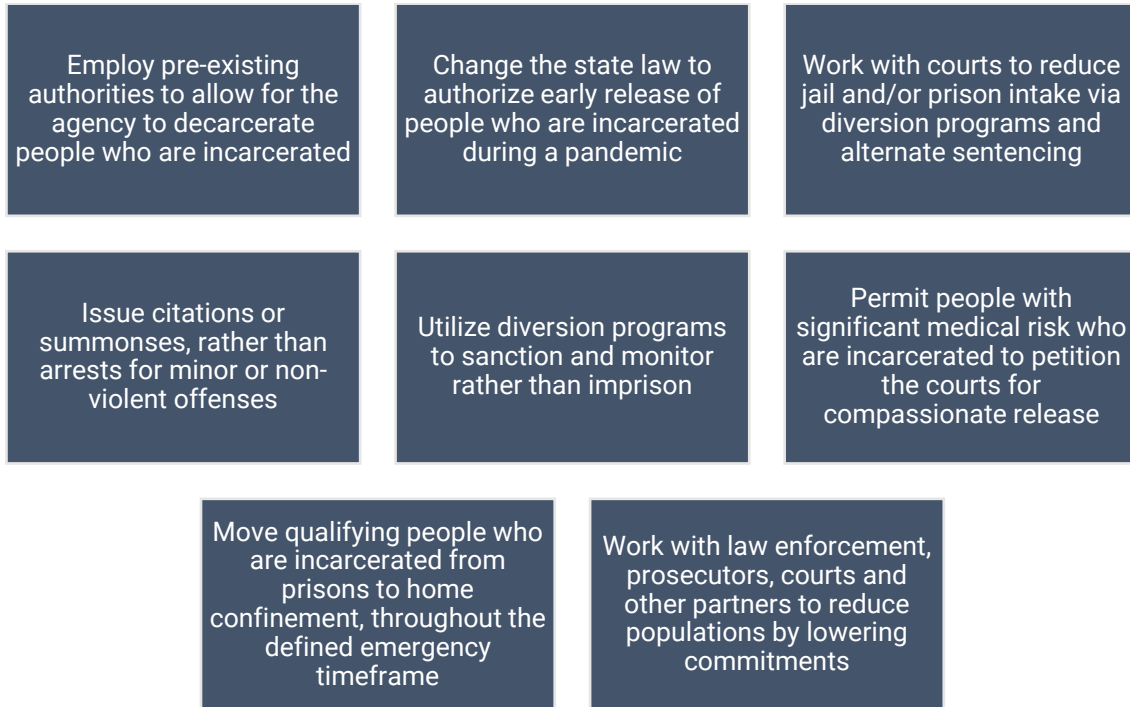 Employ pre-existing
authorities to allow for the
agency to decarcerate
people who are incarcerated
Change the state law to
authorize early release of
people who are incarcerated
during a pandemic
Work with courts to reduce
jail and/or prison intake via
diversion programs and
alternate sentencing
Issue citations or
summonses, rather than
arrests for minor or non-
violent offenses
Utilize diversion programs
to sanction and monitor
rather than imprison
Permit people with
significant medical risk who
are incarcerated to petition
the courts for
compassionate release
Move qualifying people who
are incarcerated from
prisons to home
confinement, throughout the
defined emergency
timeframe
Work with law enforcement,
prosecutors, courts and
other partners to reduce
populations by lowering
commitments